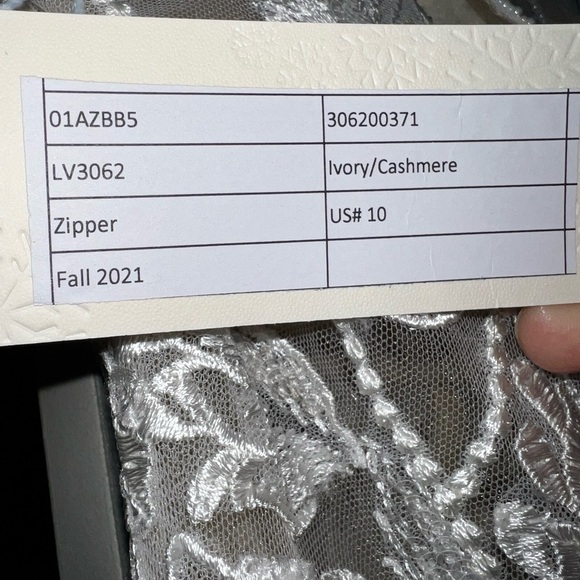 01AZBB5 306200371
LV3062 Ivory/Cashmere
Zipper US# 10
Fall 2021